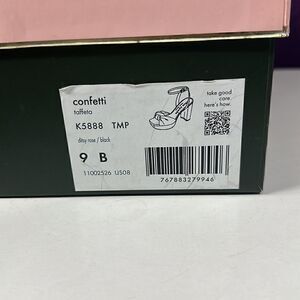 confetti
taffeta
K5888 TMP
ditsy rose / black
9 B
11002526 US08
take good
care.
here's how.
767883279946